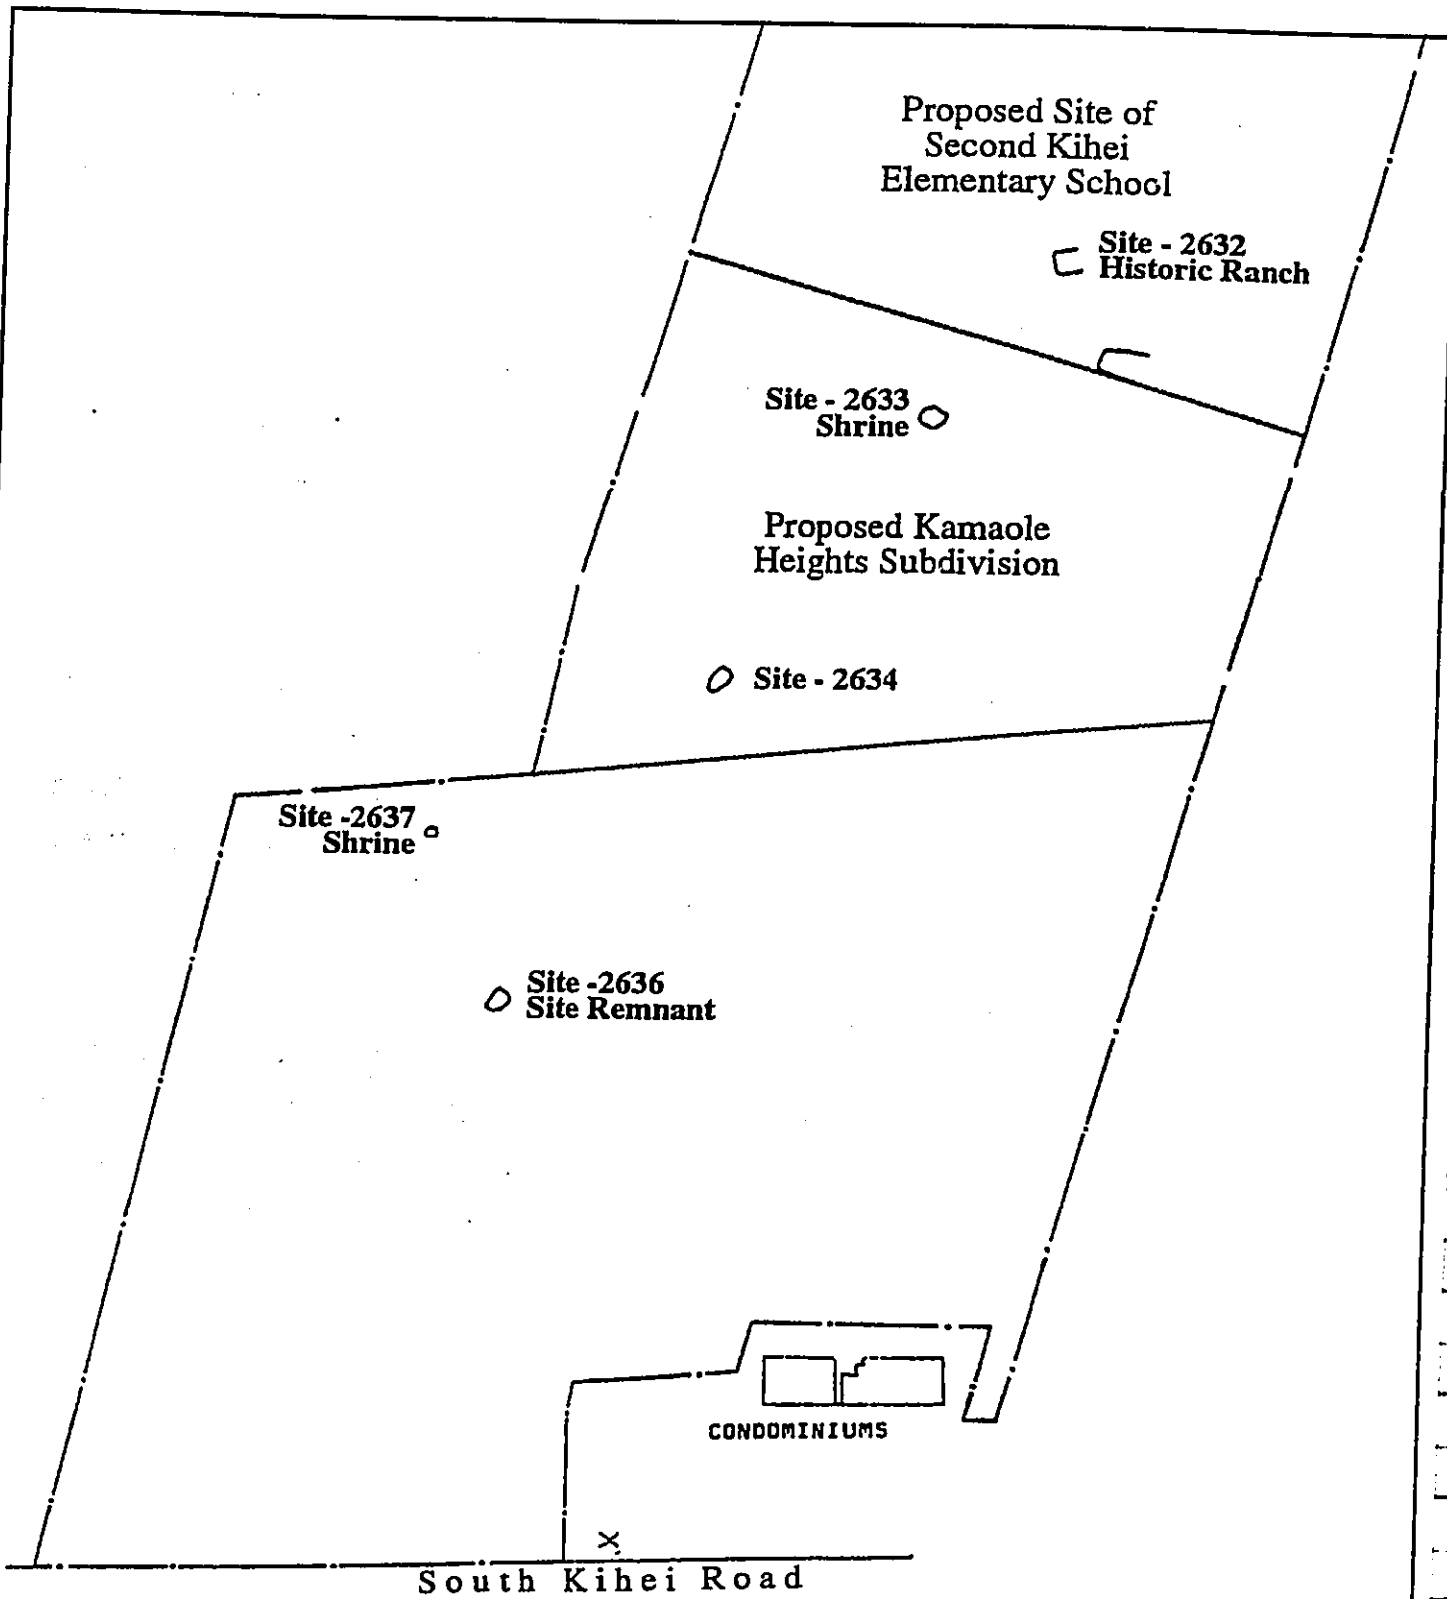 Proposed Site of
Second Kihei
Elementary School
Site - 2632
Historic Ranch
Site - 2633
Shrine
Proposed Kamaole
Heights Subdivision
Site - 2634
Site -2637
Shrine
Site -2636
Site Remnant
CONDOMINIUMS
X
South Kihei Road